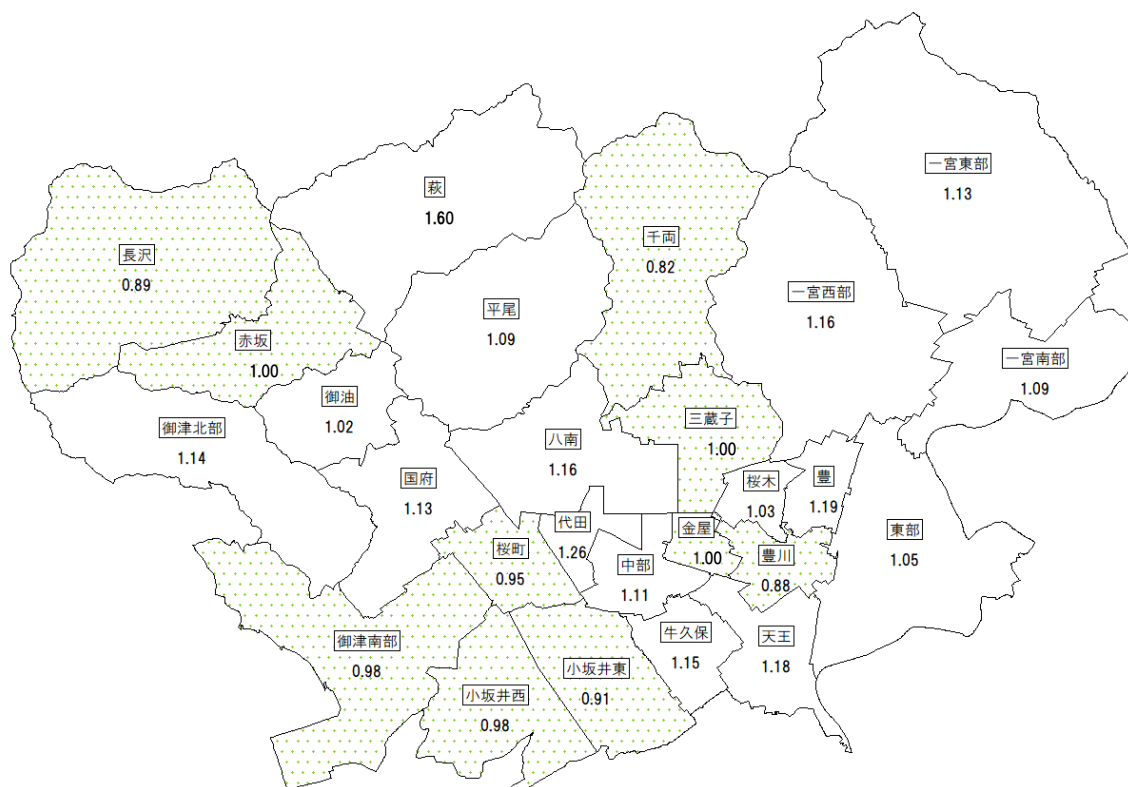 一宮東部
1.13
萩
1.60
千両
0.82
長沢
0.89
一宮西部
1.16
平尾
1.09
赤坂
1.00
一宮南部
1.09
御油
1.02
三蔵子
1.00
御津北部
1.14
八南
1.16
国府
1.13
桜木
1.03
豊
1.19
代田
1.26
金屋
1.00
東部
1.05
桜町
0.95
中部
1.11
豊川
0.88
御津南部
0.98
牛久保
1.15
天王
1.18
小坂井東
0.91
小坂井西
0.98